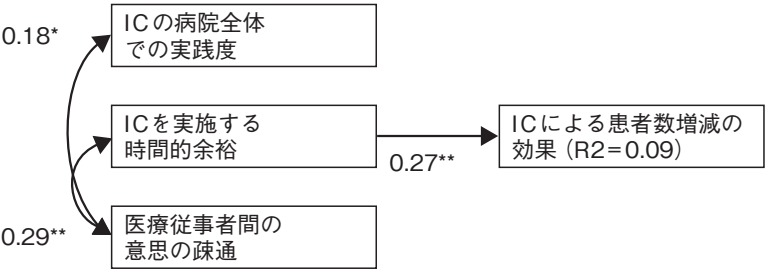 0.18*
ICの病院全体
での実践度
ICを実施する
時間的余裕
0.27**
ICによる患者数増減の
効果（R2=0.09）
0.29**
医療従事者間の
意思の疎通